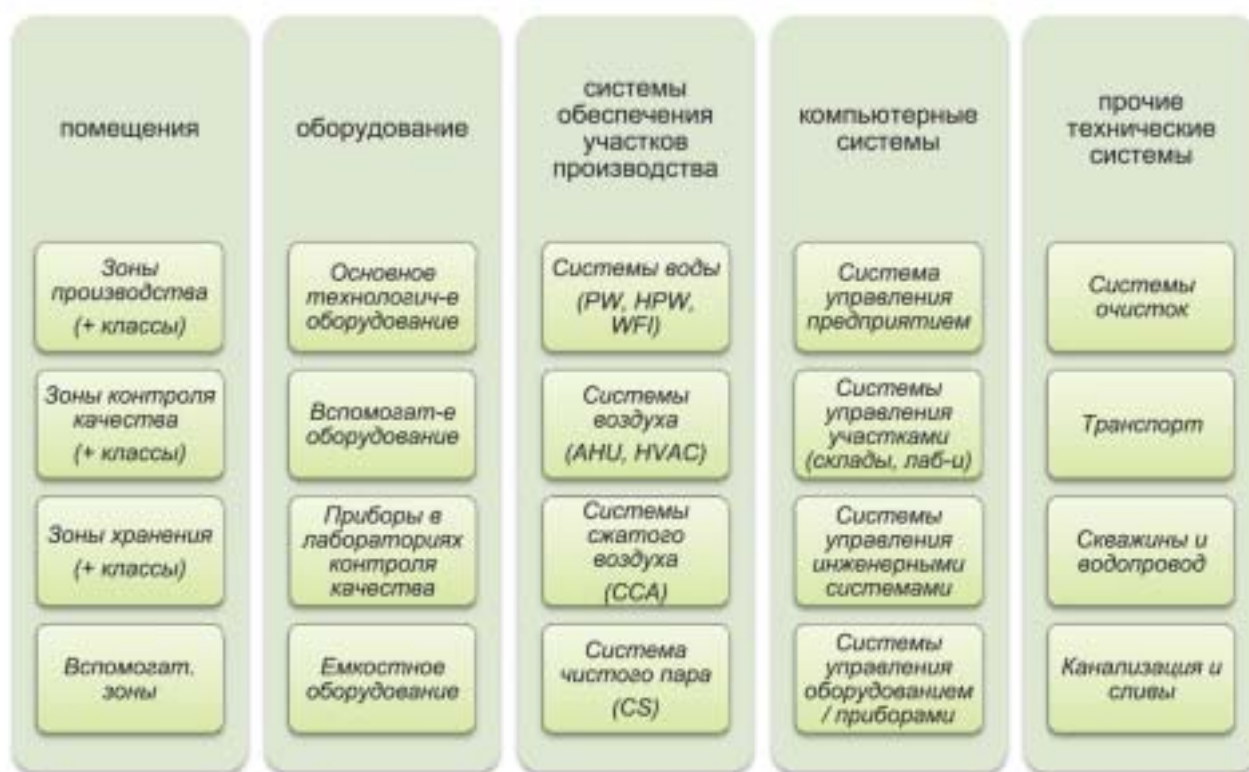 помещения
Зоны
производства
(+ классы)
Зоны контроля
качества
(+ классы)
Зоны хранения
(+ классы)
Вспомогат.
зоны
оборудование
Основное
технологич-е
оборудование
Вспомогат-е
оборудование
Приборы в
лабораториях
контроля
качества
Емкостное
оборудование
системы
обеспечения
участков
производства
Системы воды
(PW, HPW,
WFI)
Системы
воздуха
(AHU, HVAC)
Системы
сжатого
воздуха
(CCA)
Система
чистого пара
(CS)
компьютерные
системы
Система
управления
предприятием
Системы
управления
участками
(склады, лаб-и)
Системы
управления
инженерными
системами
Системы
управления
оборудованием
/ приборами
прочие
технические
системы
Системы
очисток
Транспорт
Скважины и
водопровод
Канализация и
сливы